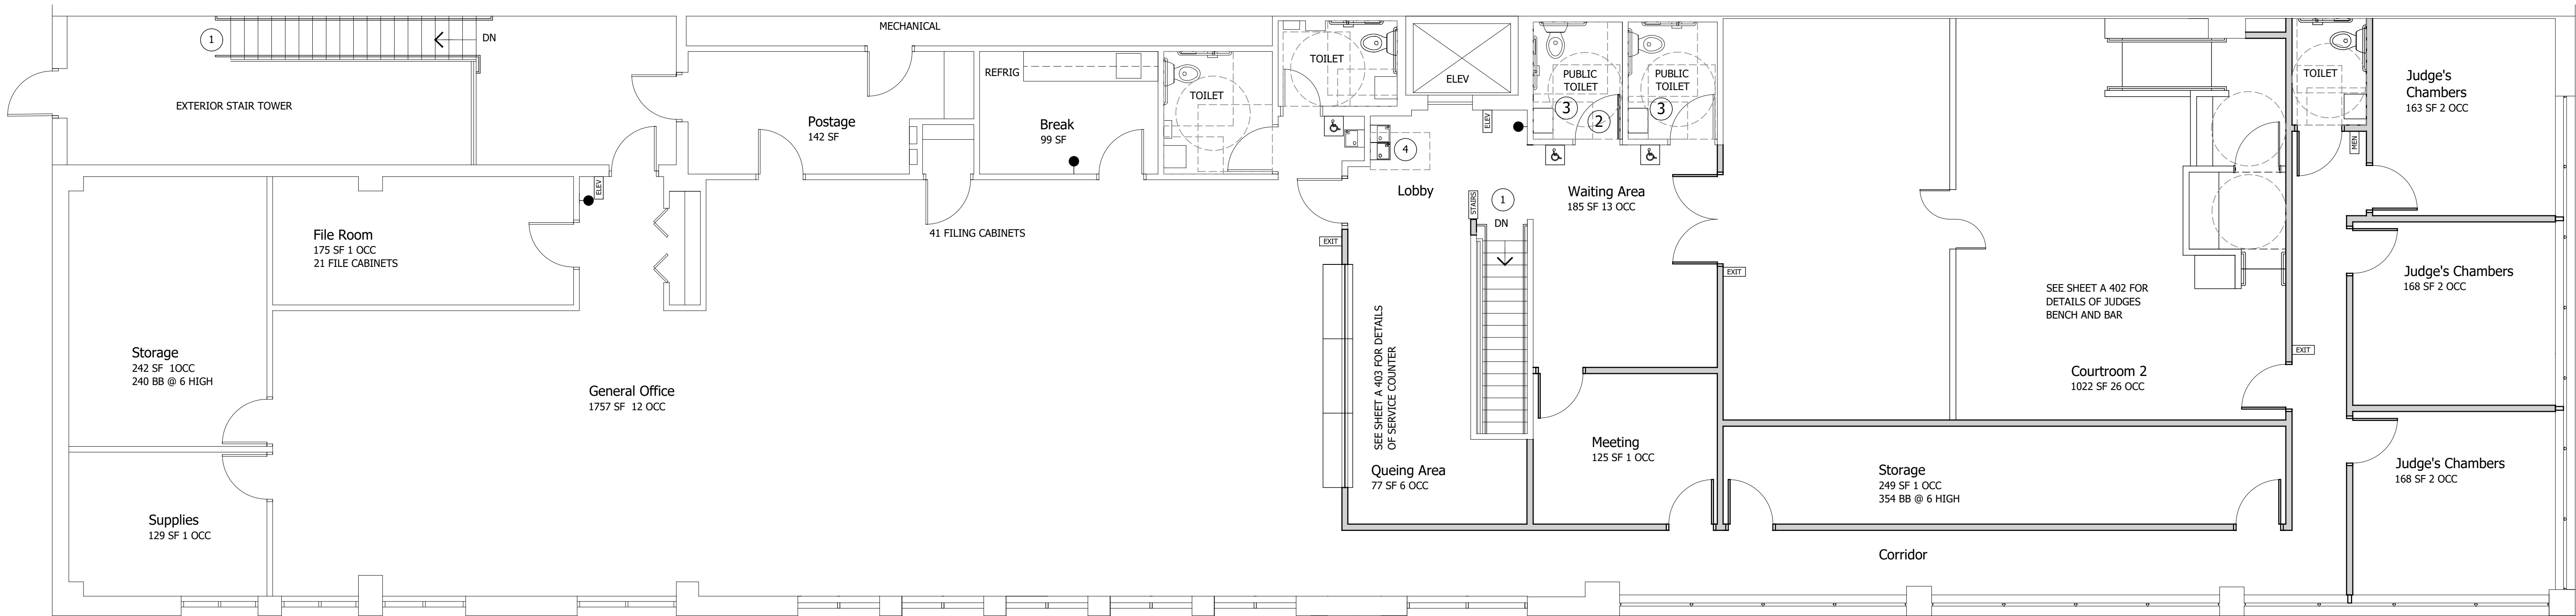 MECHANICAL
1
DN
EXTERIOR STAIR TOWER
Postage
142 SF
REFRIG
Break
99 SF
TOILET
TOILET
ELEV
ELEV
PUBLIC
TOILET
3
2
PUBLIC
TOILET
3
4
TOILET
MEN
Judge's
Chambers
163 SF 2 OCC
ELEV
File Room
175 SF 1 OCC
21 FILE CABINETS
41 FILING CABINETS
Lobby
STAIRS
1
DN
Waiting Area
185 SF 13 OCC
EXIT
EXIT
Judge's Chambers
168 SF 2 OCC
SEE SHEET A 402 FOR
DETAILS OF JUDGES
BENCH AND BAR
EXIT
Storage
242 SF 1OCC
240 BB @ 6 HIGH
General Office
1757 SF 12 OCC
SEE SHEET A 403 FOR DETAILS
OF SERVICE COUNTER
Courtroom 2
1022 SF 26 OCC
Meeting
125 SF 1 OCC
Queing Area
77 SF 6 OCC
Storage
249 SF 1 OCC
354 BB @ 6 HIGH
Judge's Chambers
168 SF 2 OCC
Supplies
129 SF 1 OCC
Corridor